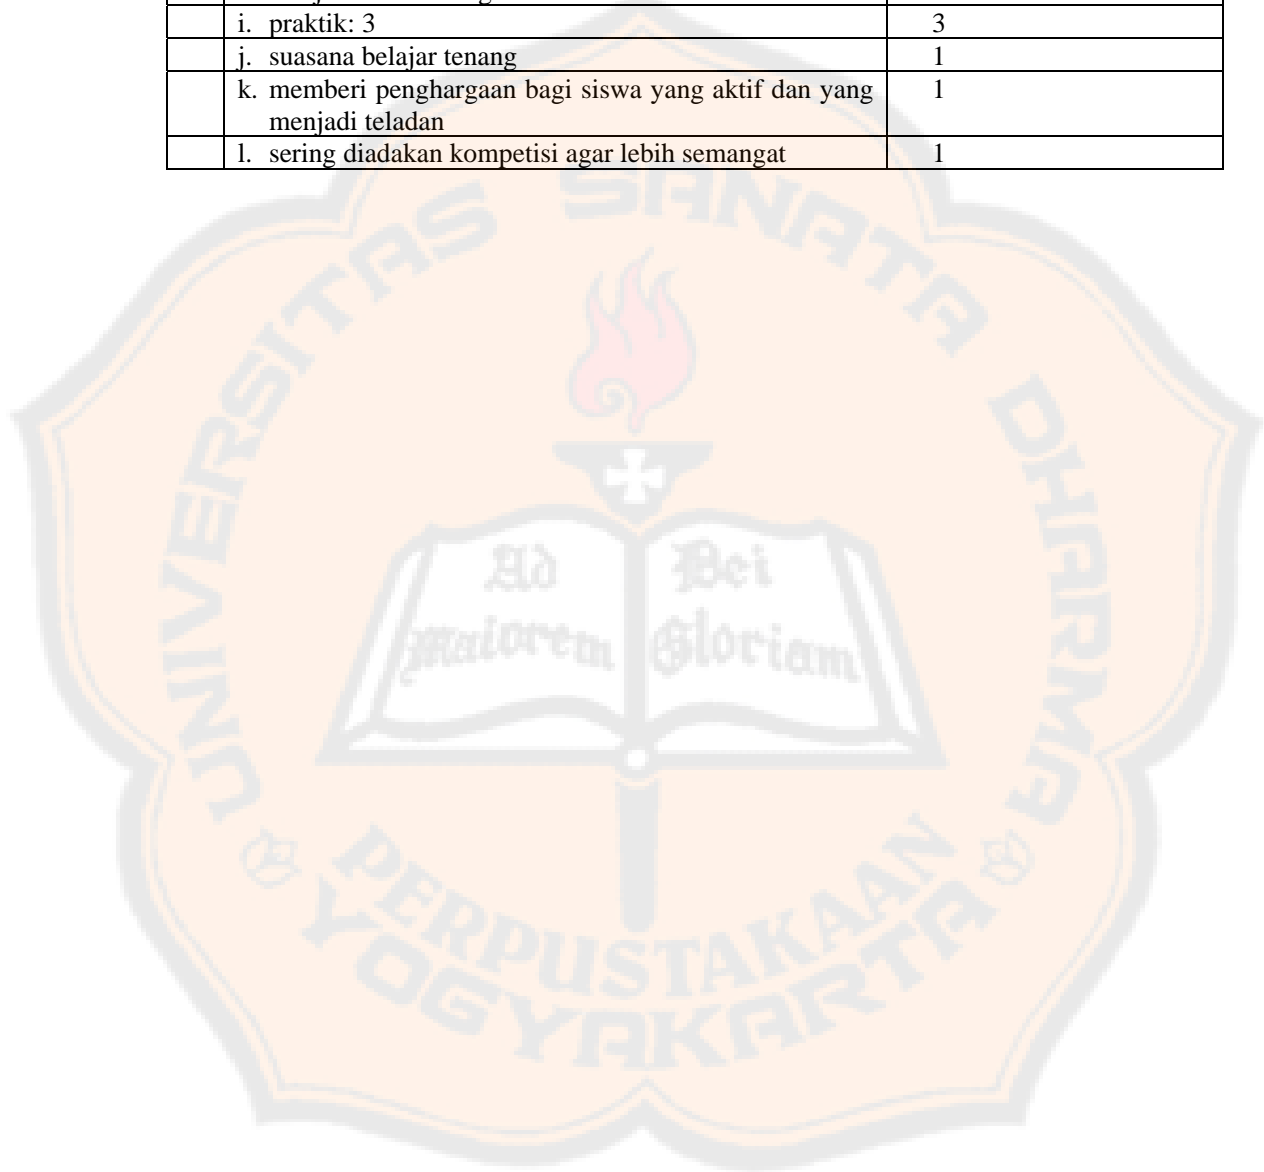 i. praktik: 3 3
j. suasana belajar tenang 1
k. memberi penghargaan bagi siswa yang aktif dan yang 1
menjadi teladan
l. sering diadakan kompetisi agar lebih semangat 1
UNIVERSITAS SANATA DHARMA
Ad Dei
Maiorem Gloriam
PERPUSTAKAAN
YOGYAKARTA